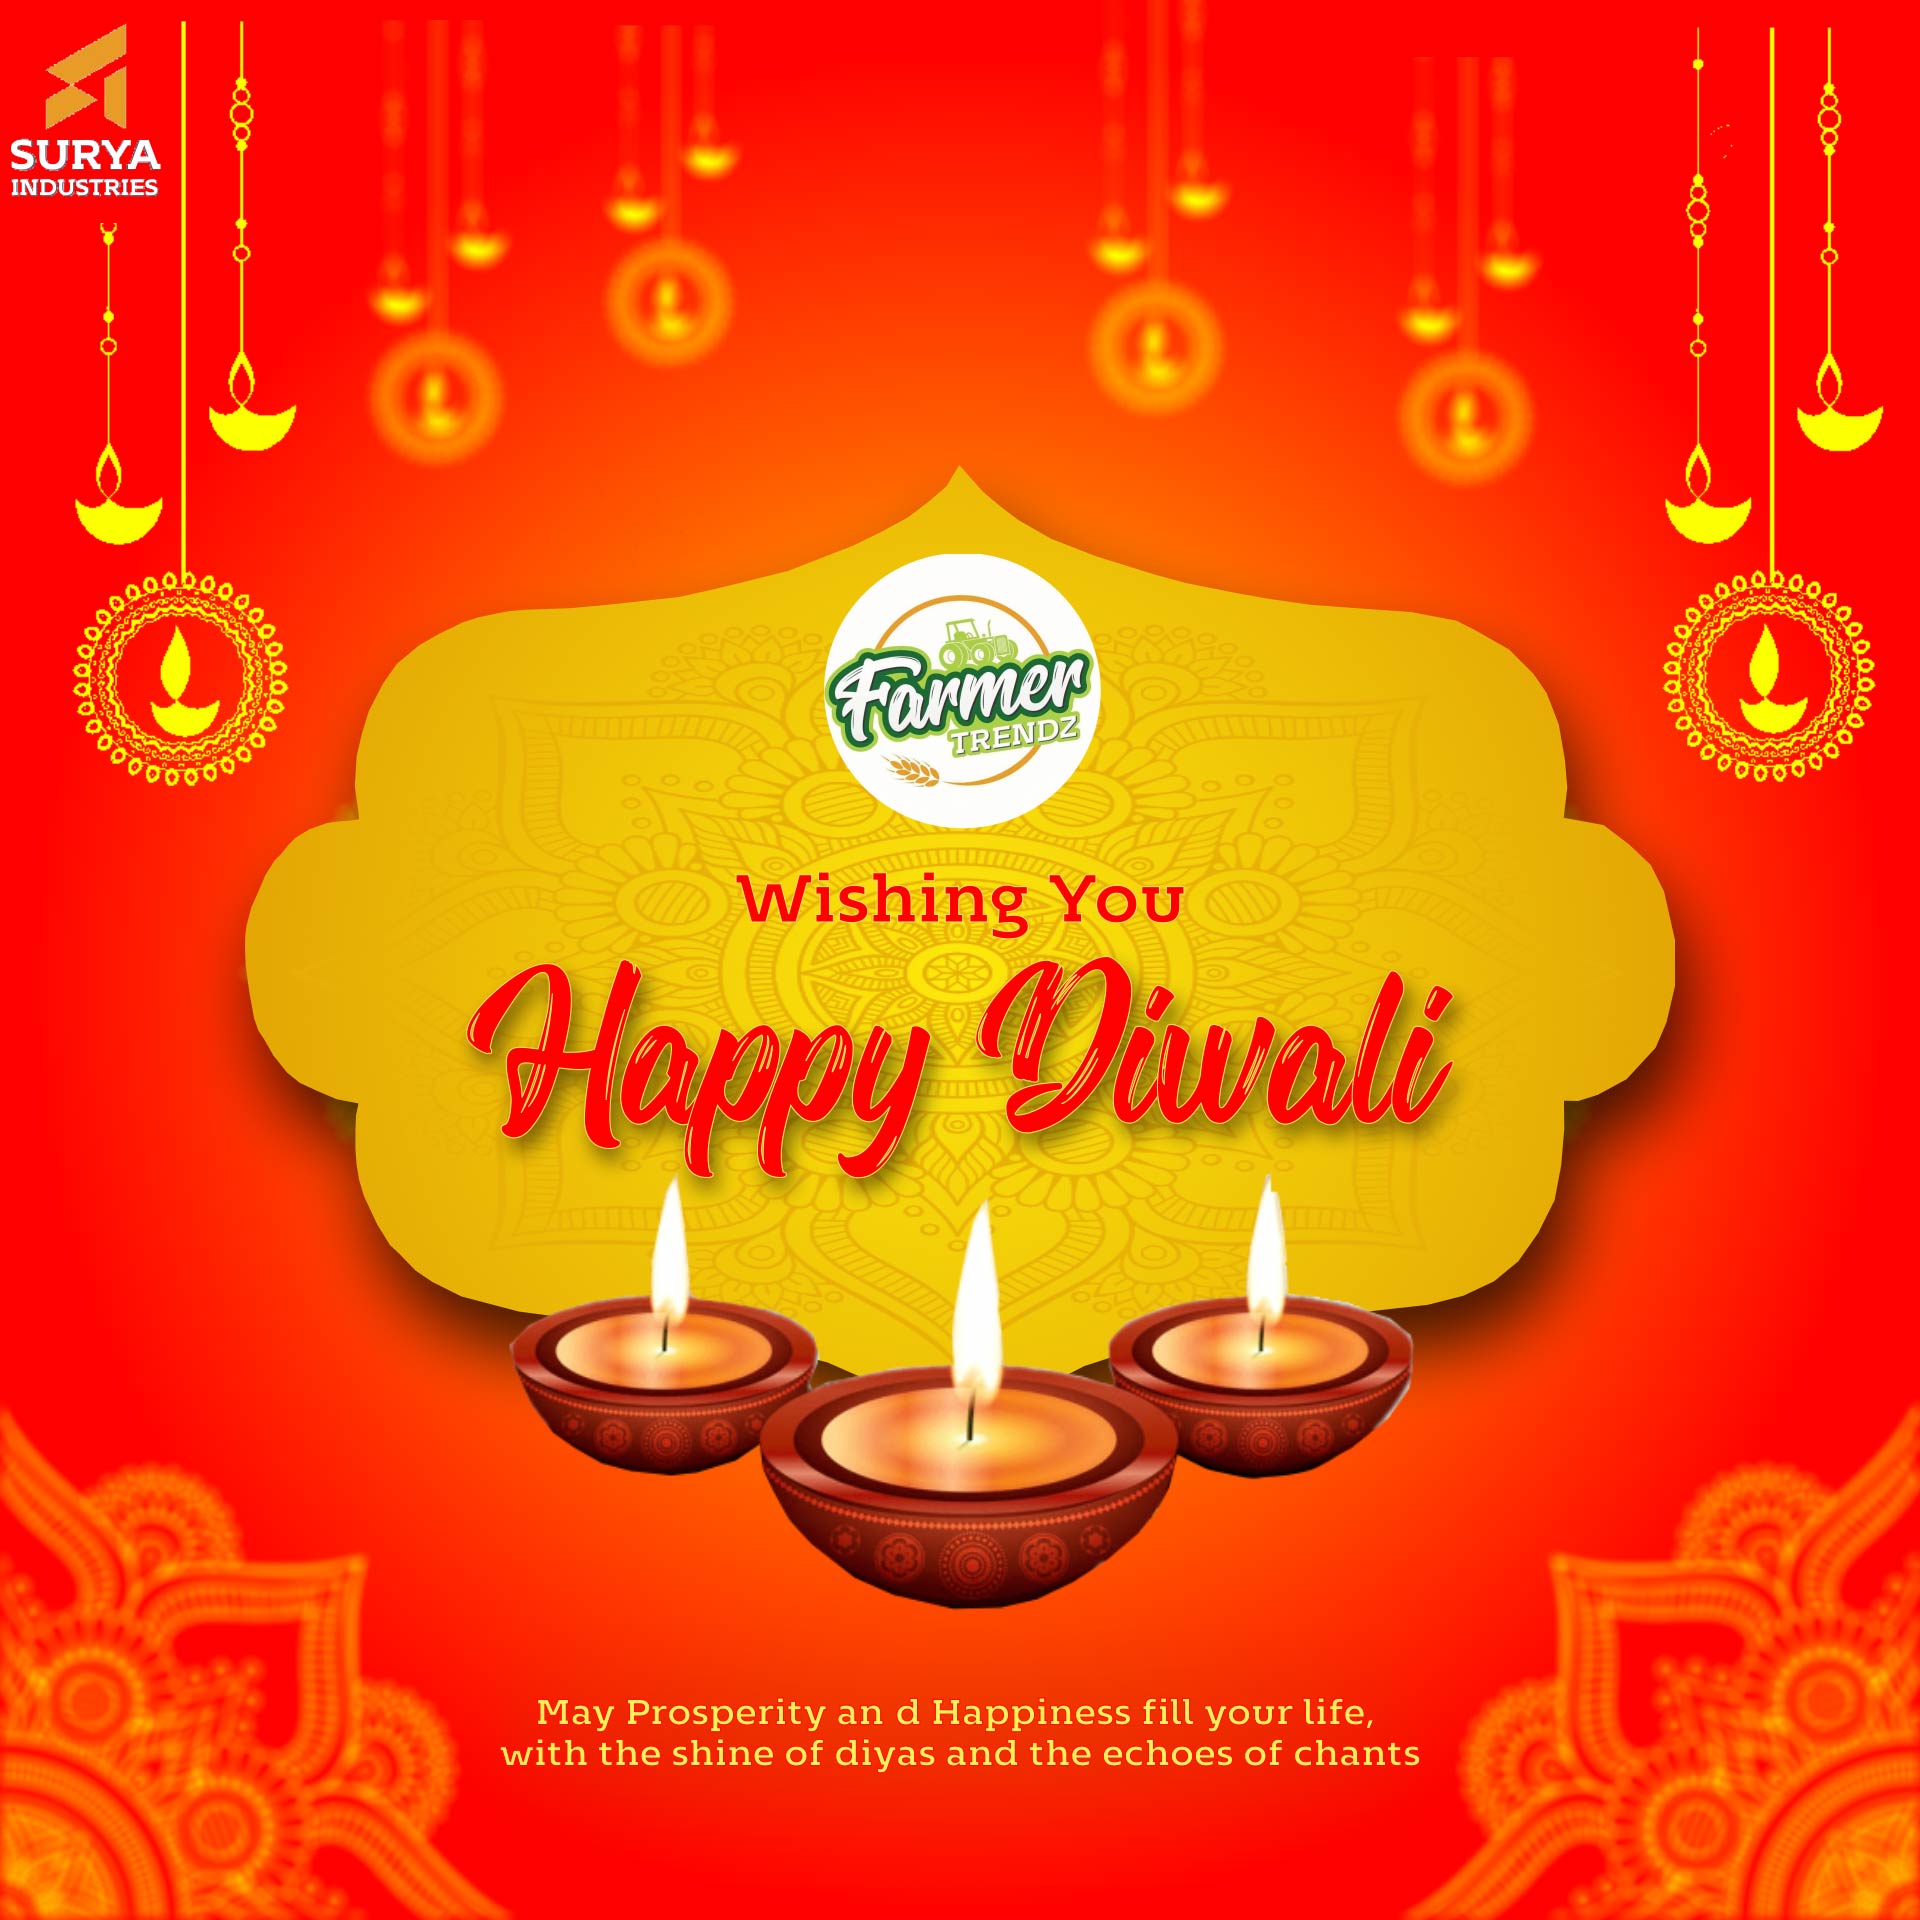 SURYA
INDUSTRIES
Farmer
TRENDZ
Wishing You
Happy Diwali
May Prosperity an d Happiness fill your life,
with the shine of diyas and the echoes of chants